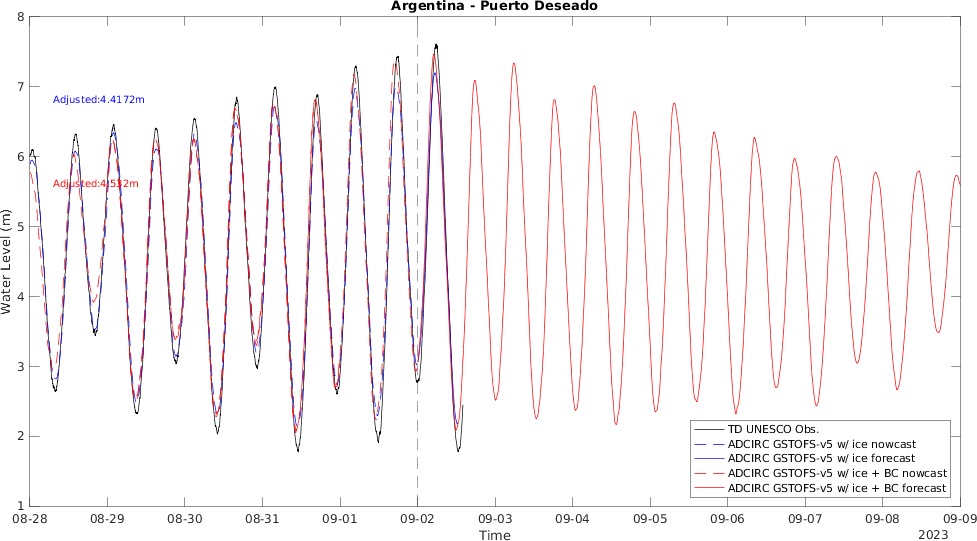 Argentina - Puerto Deseado
8
7
6
5
4
3
2
1
Water Level (m)
Adjusted:4.4172m
Adjusted:4.532m
TD UNESCO Obs.
ADCIRC GSTOFS-v5 w/ ice nowcast
ADCIRC GSTOFS-v5 w/ ice forecast
ADCIRC GSTOFS-v5 w/ ice + BC nowcast
ADCIRC GSTOFS-v5 w/ ice + BC forecast
08-28 08-29 08-30 08-31 09-01 09-02 09-03 09-04 09-05 09-06 09-07 09-08 09-09
Time
2023